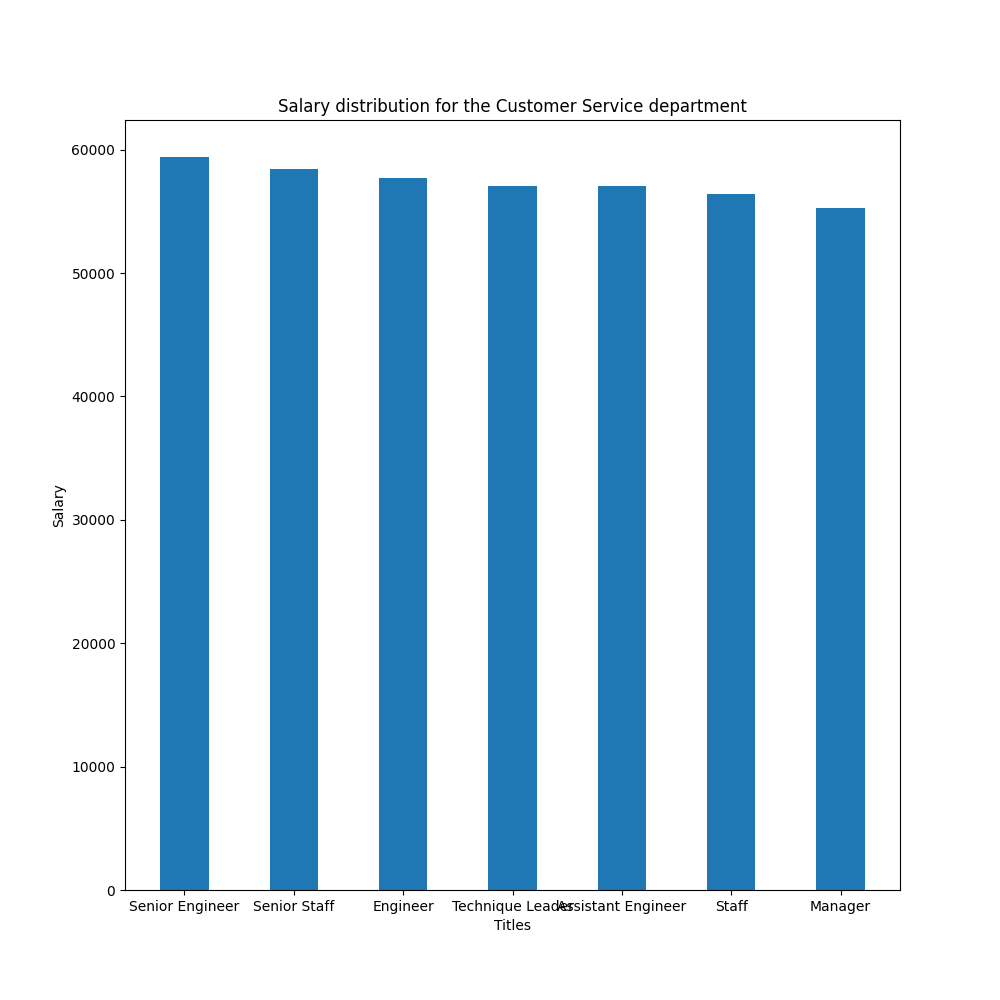 Salary distribution for the Customer Service department
60000
50000
40000
30000
20000
10000
0
Salary
Senior Engineer Senior Staff Engineer Technique Leader Assistant Engineer Staff Manager
Titles